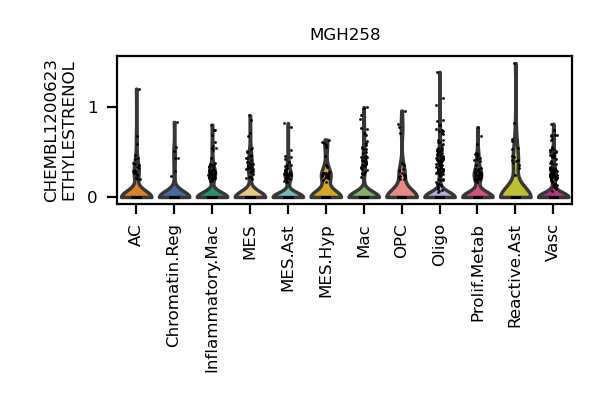 MGH258
CHEMBL1200623
ETHYLESTRENOL
1
0
AC
Chromatin.Reg
Inflammatory.Mac
MES
MES.Ast
MES.Hyp
Mac
OPC
Oligo
Prolif.Metab
Reactive.Ast
Vasc